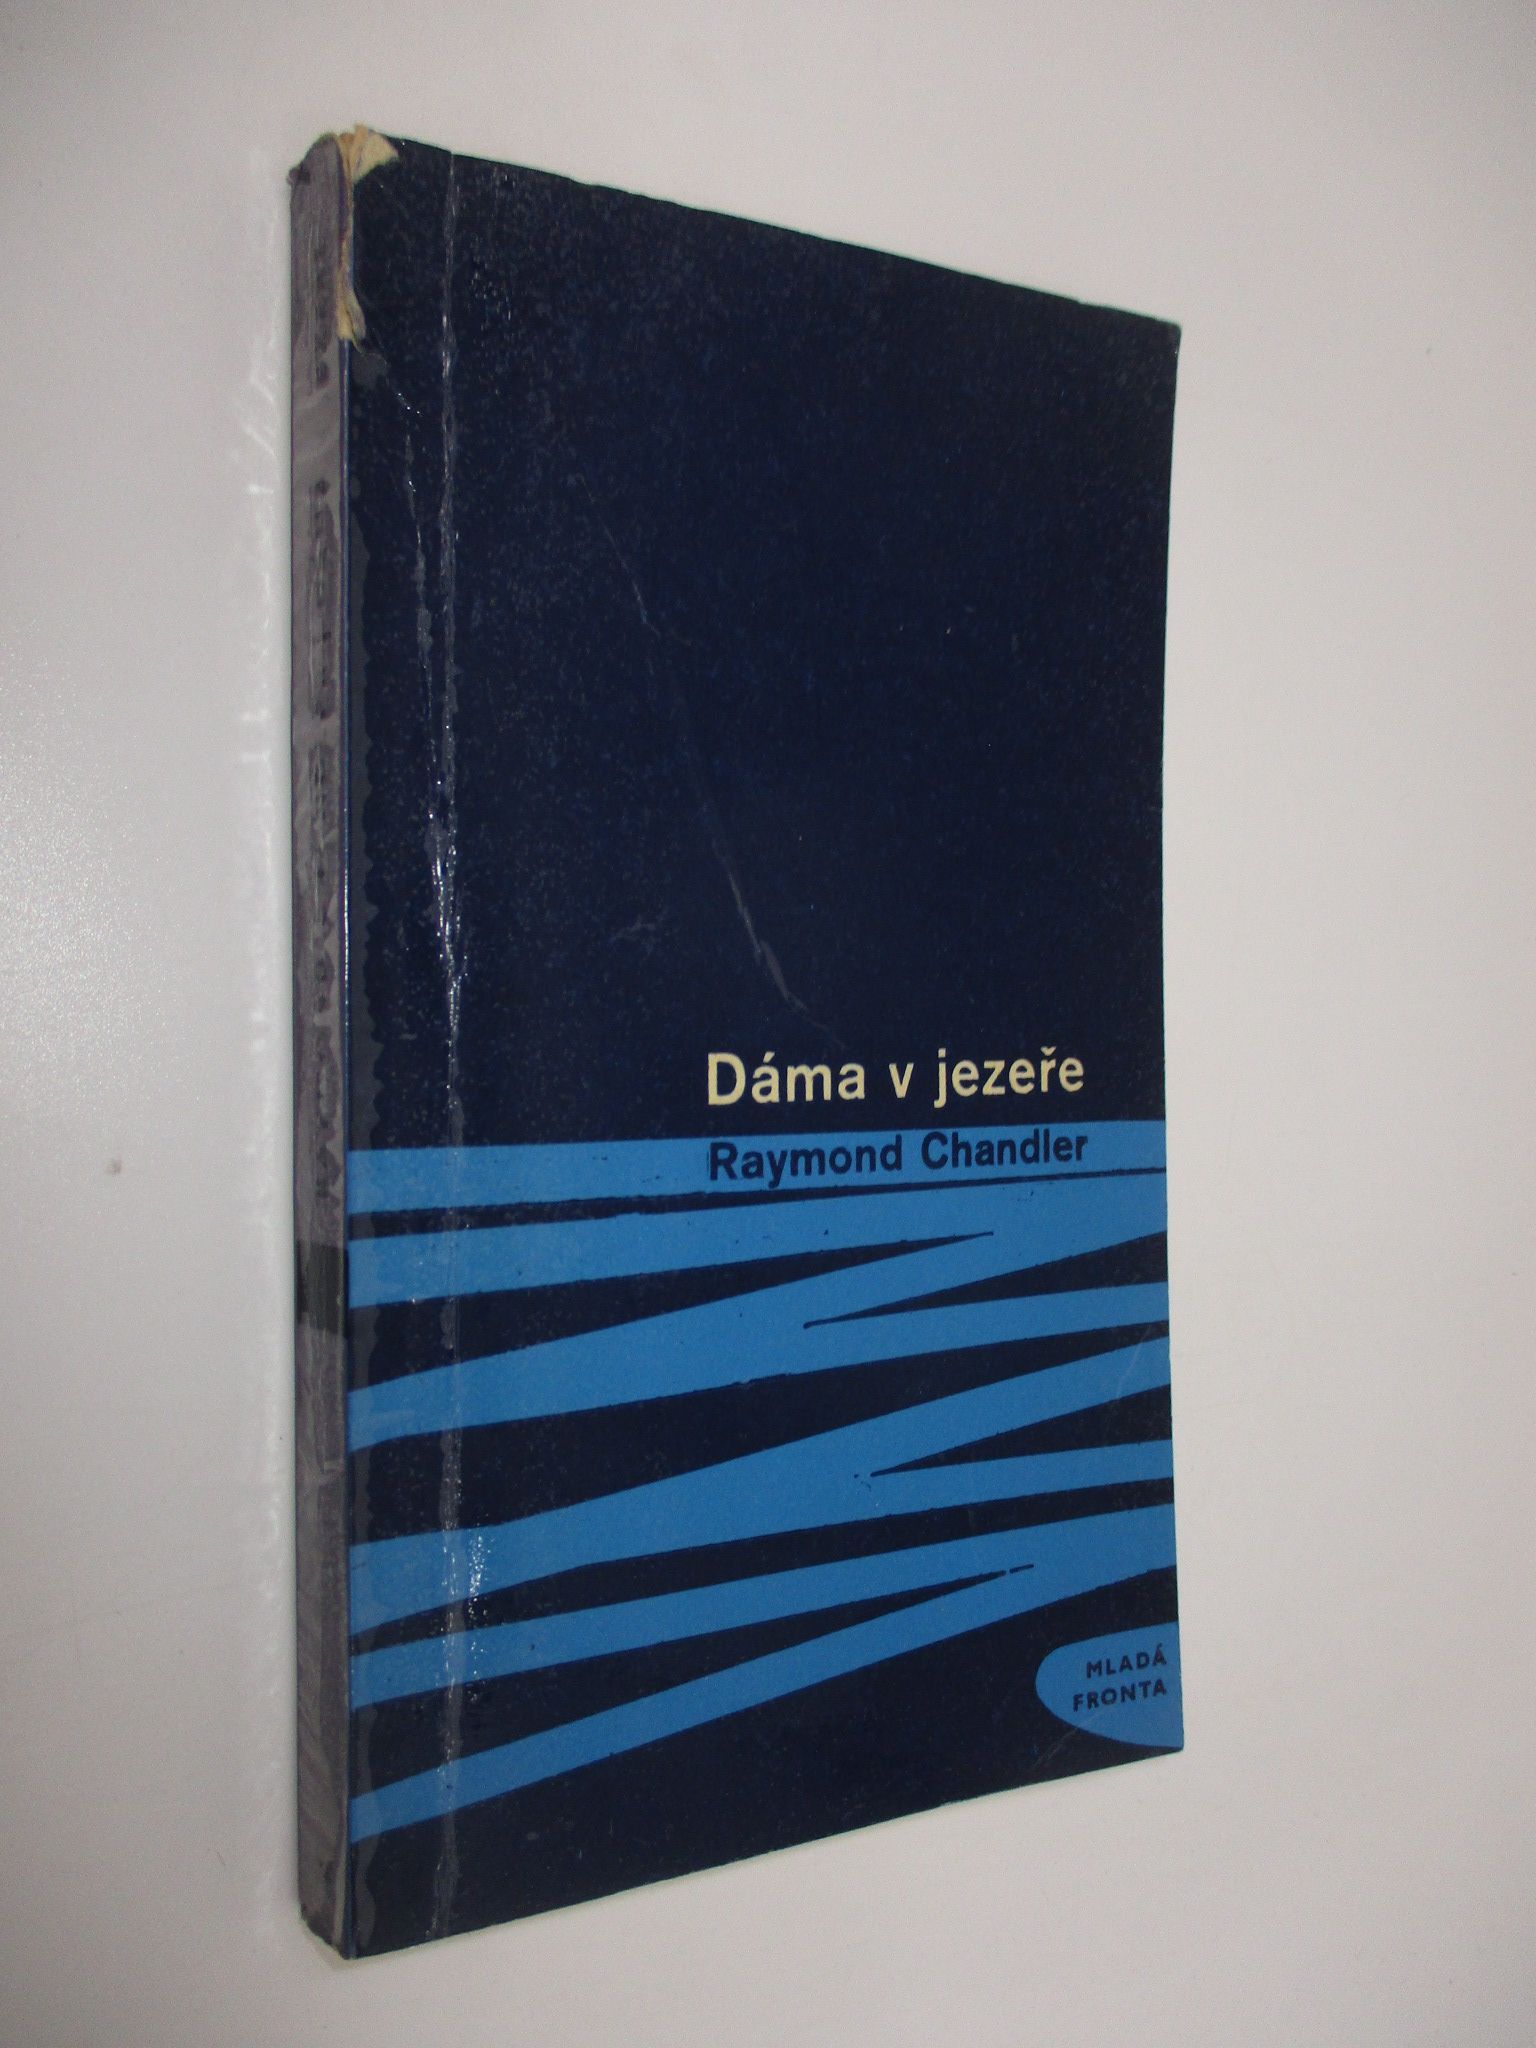 Dáma v jezeře
Raymond Chandler
MLADÁ
FRONTA